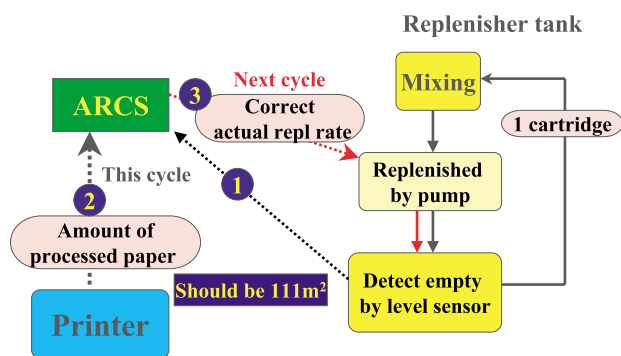 Replenisher tank
Next cycle
Mixing
3
ARCS
Correct
actual repl rate
1 cartridge
This cycle
1
Replenished
by pump
2
Amount of
processed paper
Should be 111m²
Detect empty
by level sensor
Printer